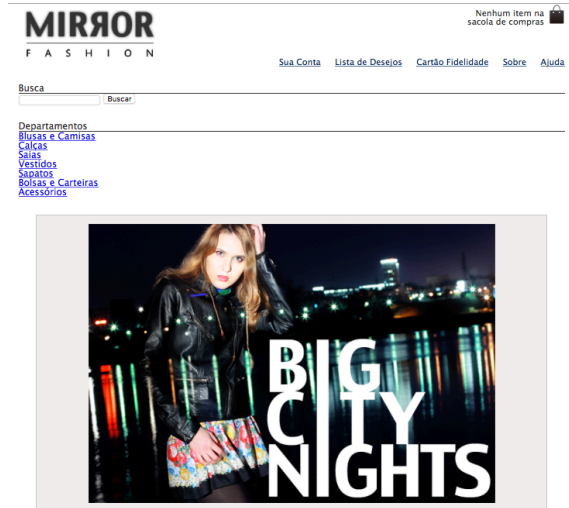 MIRROR
FASHION
Nenhum item na
sacola de compras
Sua Conta Lista de Desejos Cartão Fidelidade Sobre Ajuda
Busca
Buscar
Departamentos
Blusas e Camisas
Calças
Saias
Vestidos
Sapatos
Bolsas e Carteiras
Acessórios
BIG
CITY
NIGHTS